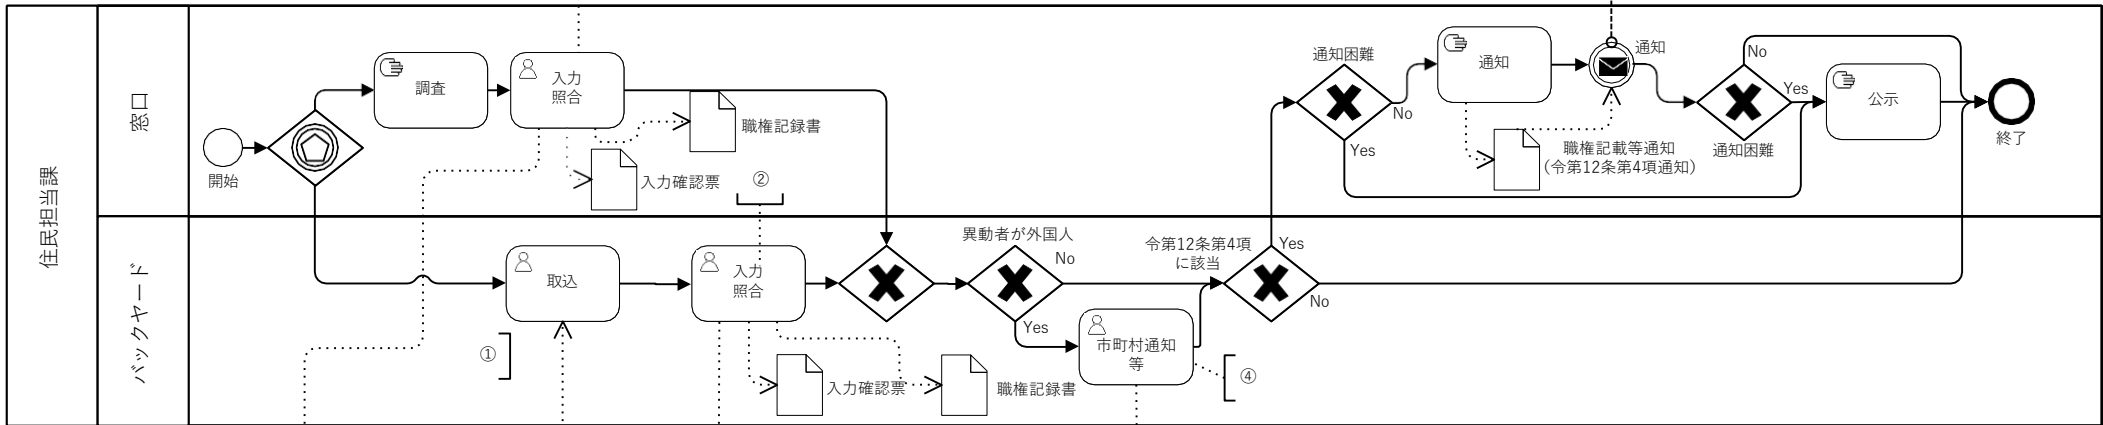 住民担当課
窓口
開始
調査
入力
照合
職権記録書
入力確認票
②
通知困難
No
Yes
通知
通知
職権記載等通知
(令第12条第4項通知)
No
Yes
通知困難
公示
終了
バックヤード
取込
①
入力
照合
入力確認票
職権記録書
異動者が外国人
No
Yes
市町村通知
等
④
令第12条第4項
に該当
Yes
No